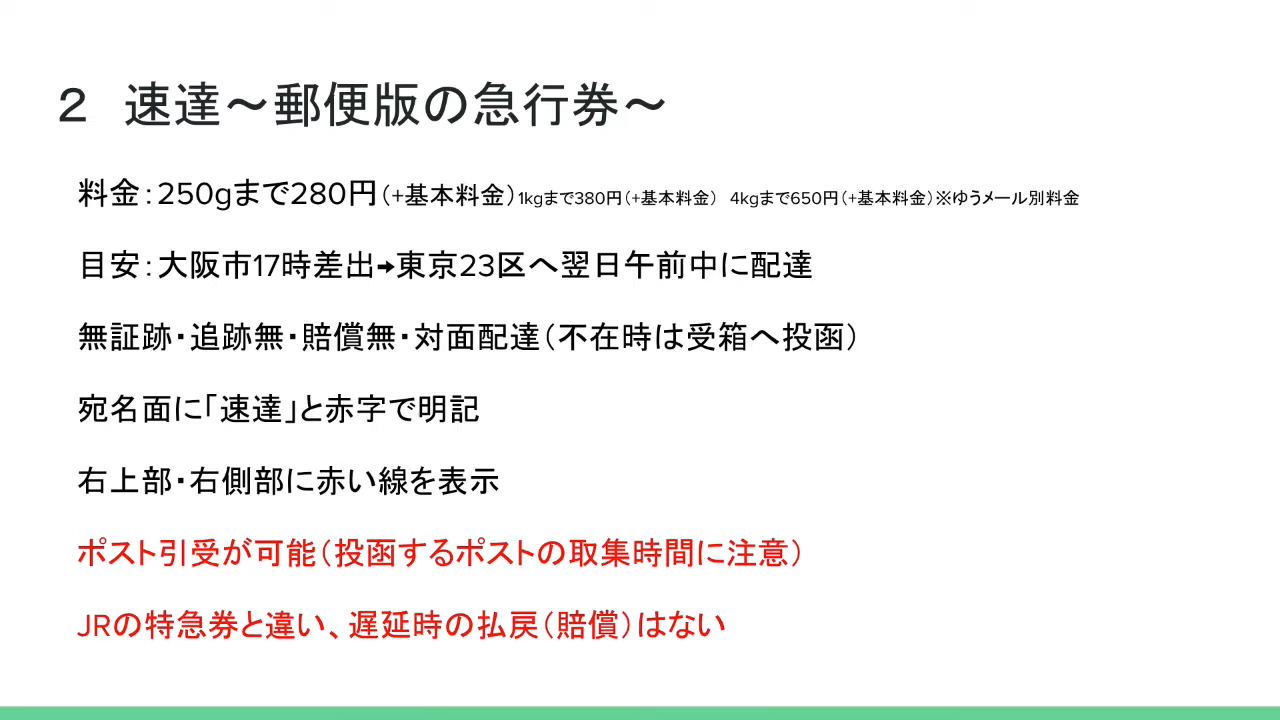 ２　速達～郵便版の急行券～
料金：250gまで280円（+基本料金）1kgまで380円（+基本料金）　4kgまで650円（+基本料金）※ゆうメール別料金
目安：大阪市17時差出➡東京23区へ翌日午前中に配達
無証跡・追跡無・賠償無・対面配達（不在時は受箱へ投函）
宛名面に「速達」と赤字で明記
右上部・右側部に赤い線を表示
ポスト引受が可能（投函するポストの取集時間に注意）
JRの特急券と違い、遅延時の払戻（賠償）はない